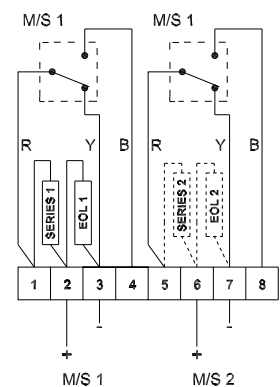 M/S 1 M/S 1
R Y B R Y B
SERIES 1 EOL 1 SERIES 2 EOL 2
1 2 3 4 5 6 7 8
+ - + -
M/S 1 M/S 2